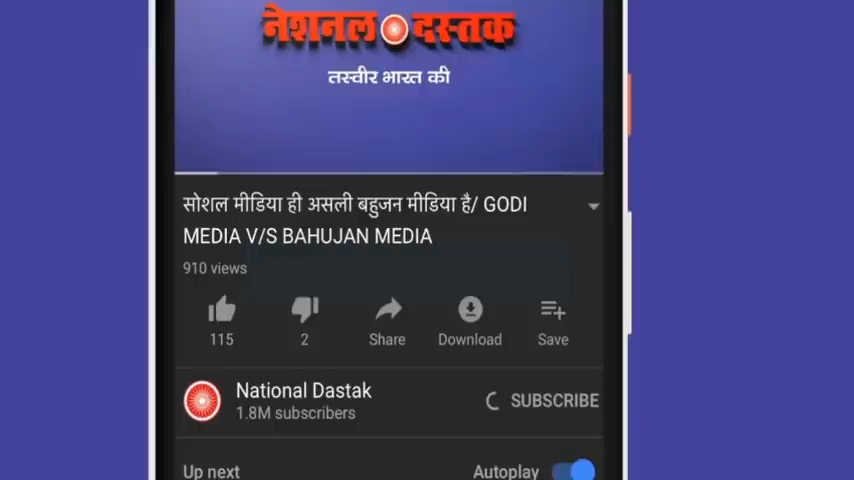 नेशनल दस्तक
तस्वीर भारत की
सोशल मीडिया ही असली बहुजन मीडिया है/ GODI
MEDIA V/S BAHUJAN MEDIA
910 views
115
2
Share
Download
Save
National Dastak
1.8M subscribers
SUBSCRIBE
Up next
Autoplay